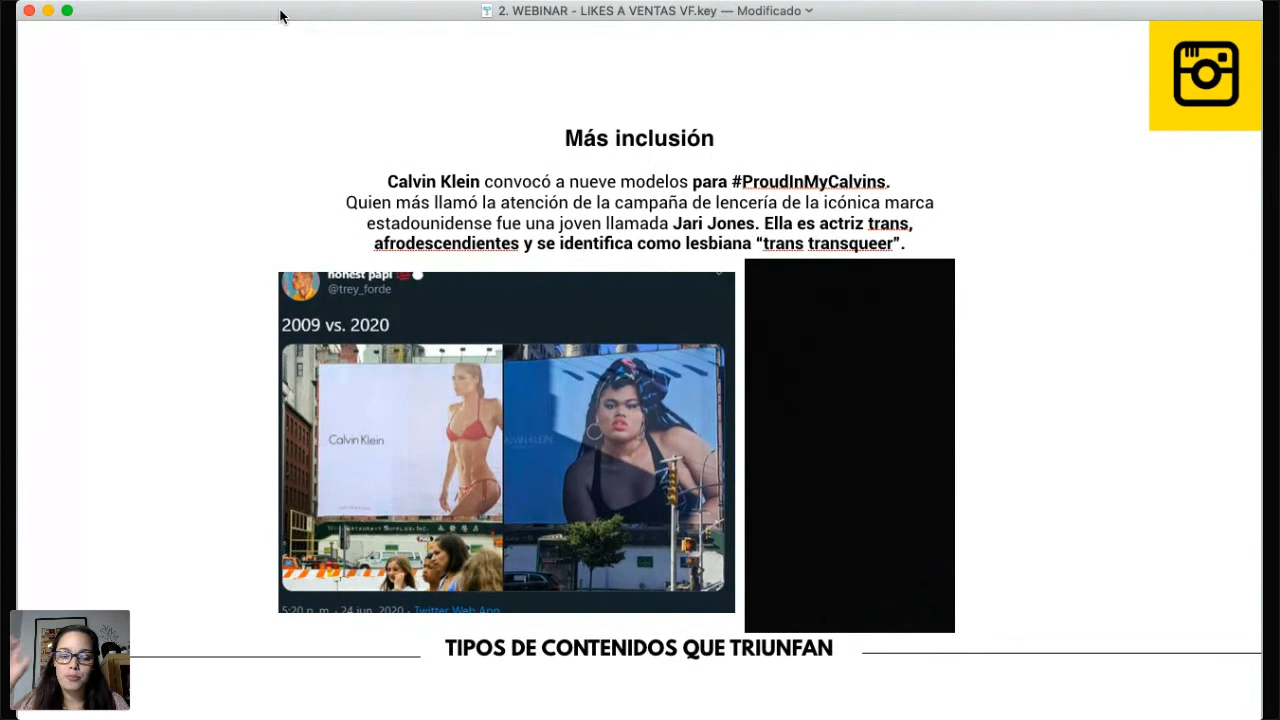 2. WEBINAR - LIKES A VENTAS VF.key — Modificado
Más inclusión
Calvin Klein convocó a nueve modelos para #ProudInMyCalvins.
Quien más llamó la atención de la campaña de lencería de la icónica marca
estadounidense fue una joven llamada Jari Jones. Ella es actriz trans,
afrodescendientes y se identifica como lesbiana “trans transqueer”.
honest papi
@trey_forde
2009 vs. 2020
Calvin Klein
CALVIN KLEIN
5:20 p. m. · 24 jun. 2020 · Twitter Web App
TIPOS DE CONTENIDOS QUE TRIUNFAN